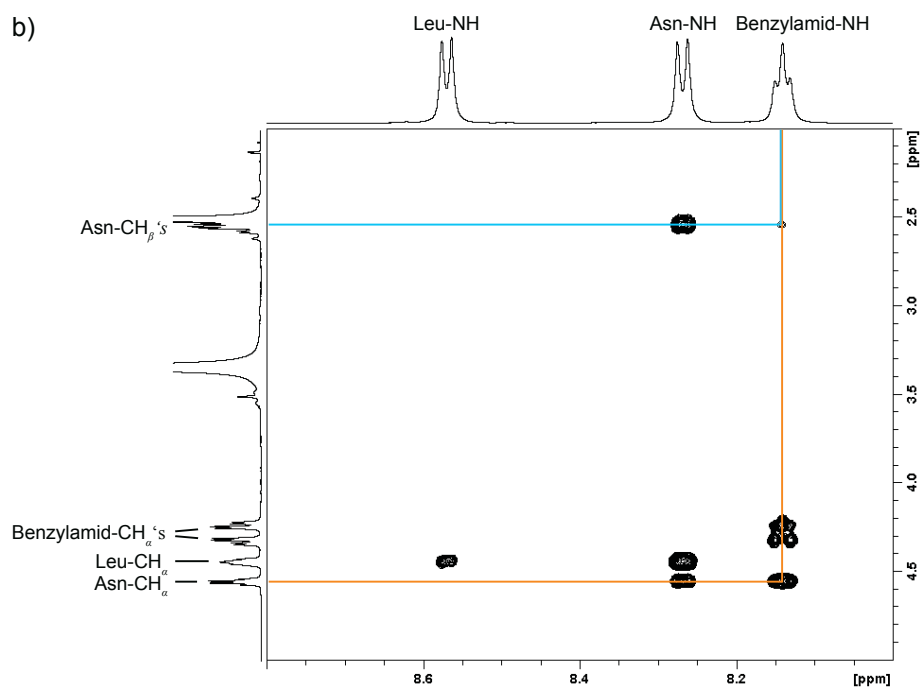 b)
Leu-NH Asn-NH Benzylamid-NH
[ppm]
Asn-CHβ‘s
2.5
3.0
3.5
4.0
Benzylamid-CHα‘s
Leu-CHα
Asn-CHα
4.5
8.6 8.4 8.2 [ppm]